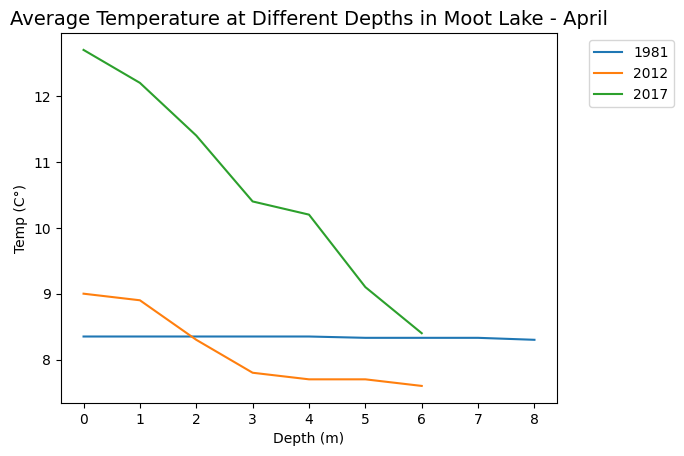 Average Temperature at Different Depths in Moot Lake - April
1981
2012
2017
Temp (C°)
12
11
10
9
8
0 1 2 3 4 5 6 7 8
Depth (m)